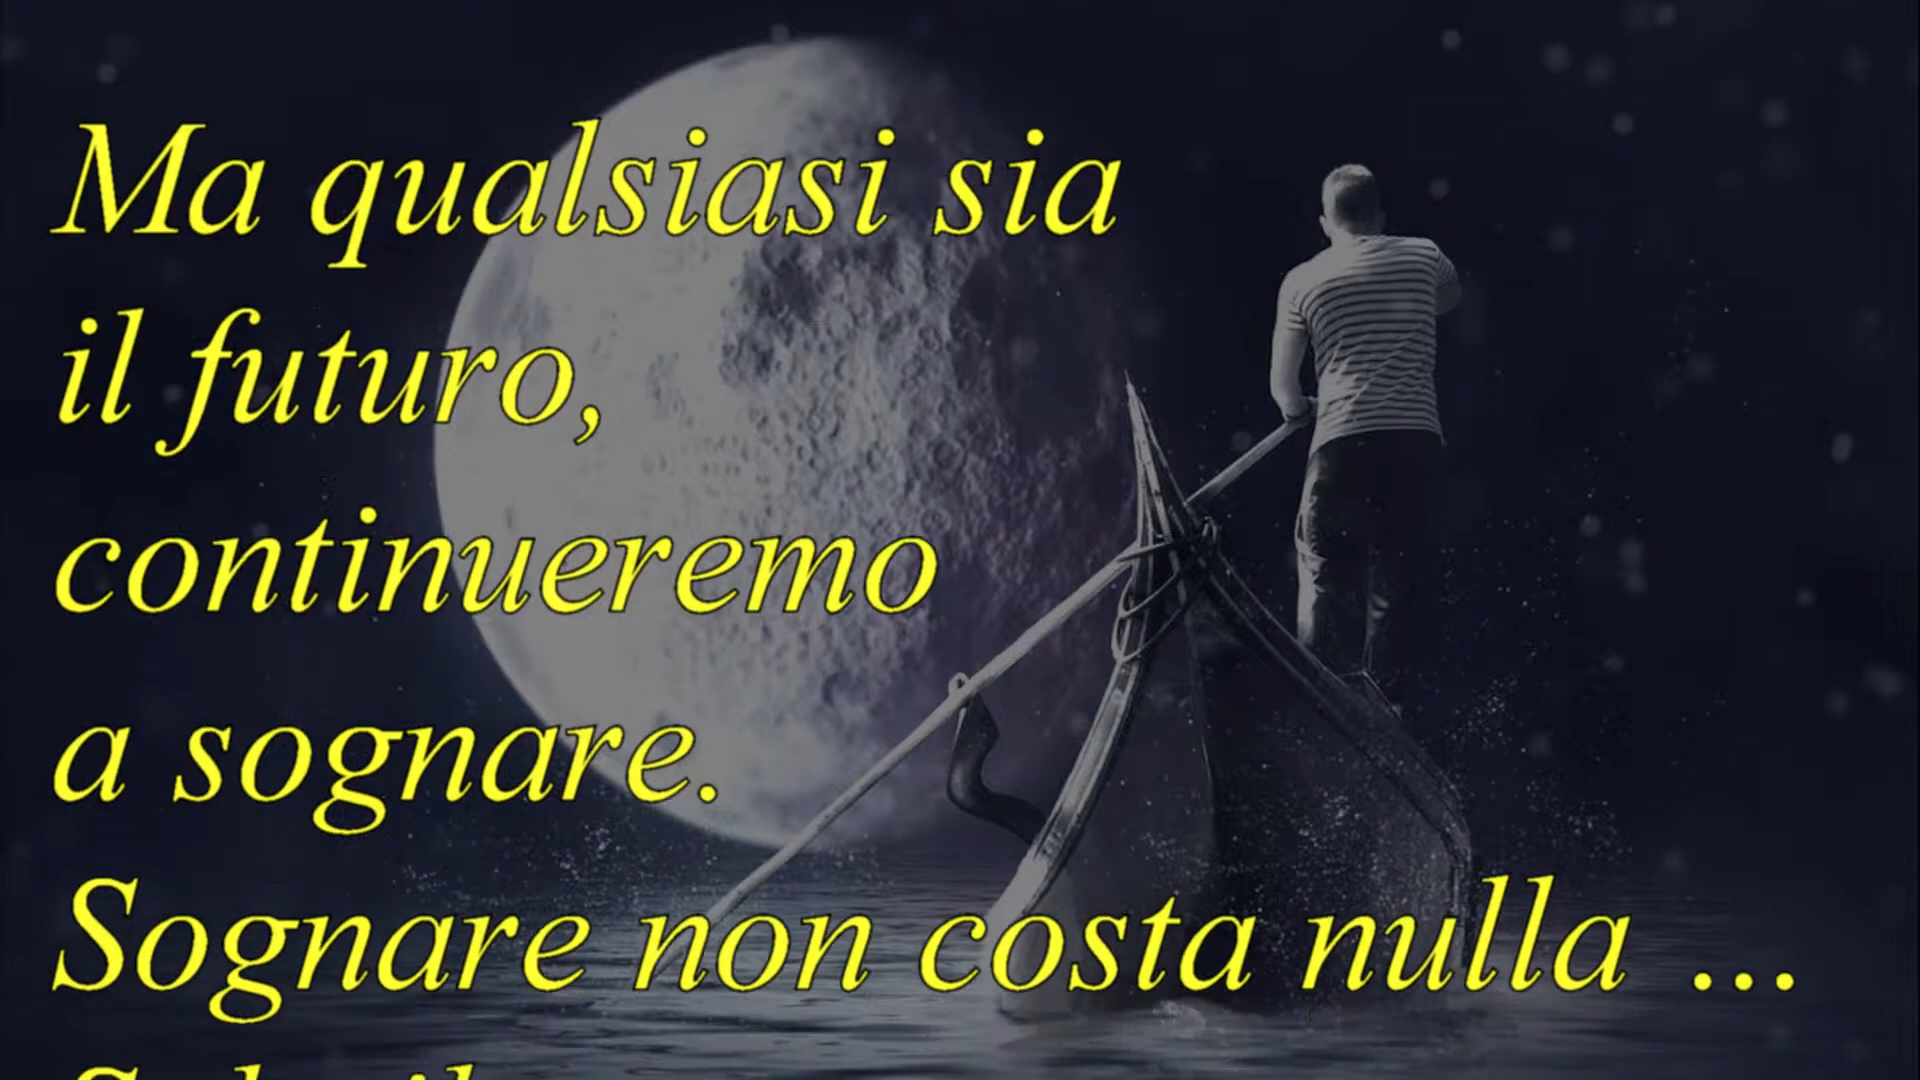 Ma qualsiasi sia
il futuro,
continueremo
a sognare.
Sognare non costa nulla ...